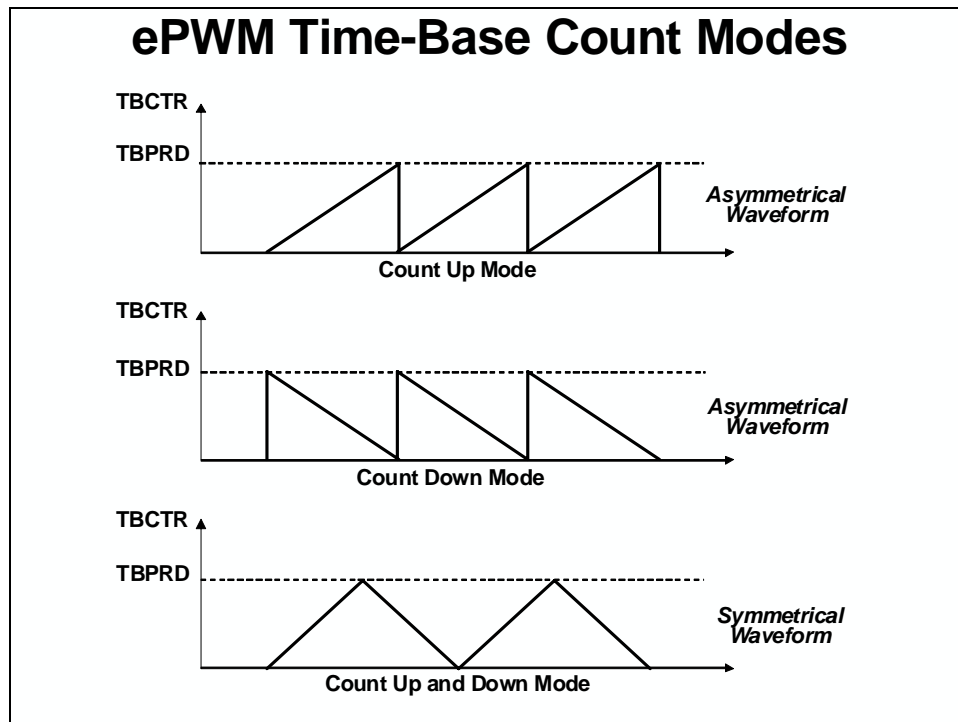 ePWM Time-Base Count Modes
TBCTR
TBPRD
Asymmetrical
Waveform
Count Up Mode
TBCTR
TBPRD
Asymmetrical
Waveform
Count Down Mode
TBCTR
TBPRD
Symmetrical
Waveform
Count Up and Down Mode